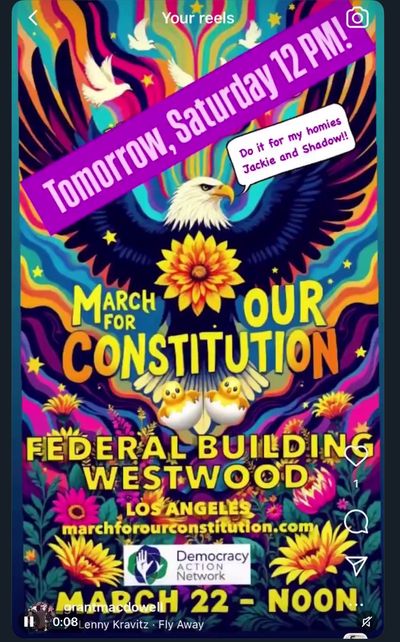 Your reels
Tomorrow, Saturday 12 PM!
Do it for my homies
Jackie and Shadow!!
MARCH
FOR
OUR
CONSTITUTION
FEDERAL BUILDING
WESTWOOD
LOS ANGELES
marchforourconstitution.com
Democracy
ACTION
Network
1
MARCH 22 - NOON
grantmacdowell
0:08
Lenny Kravitz · Fly Away